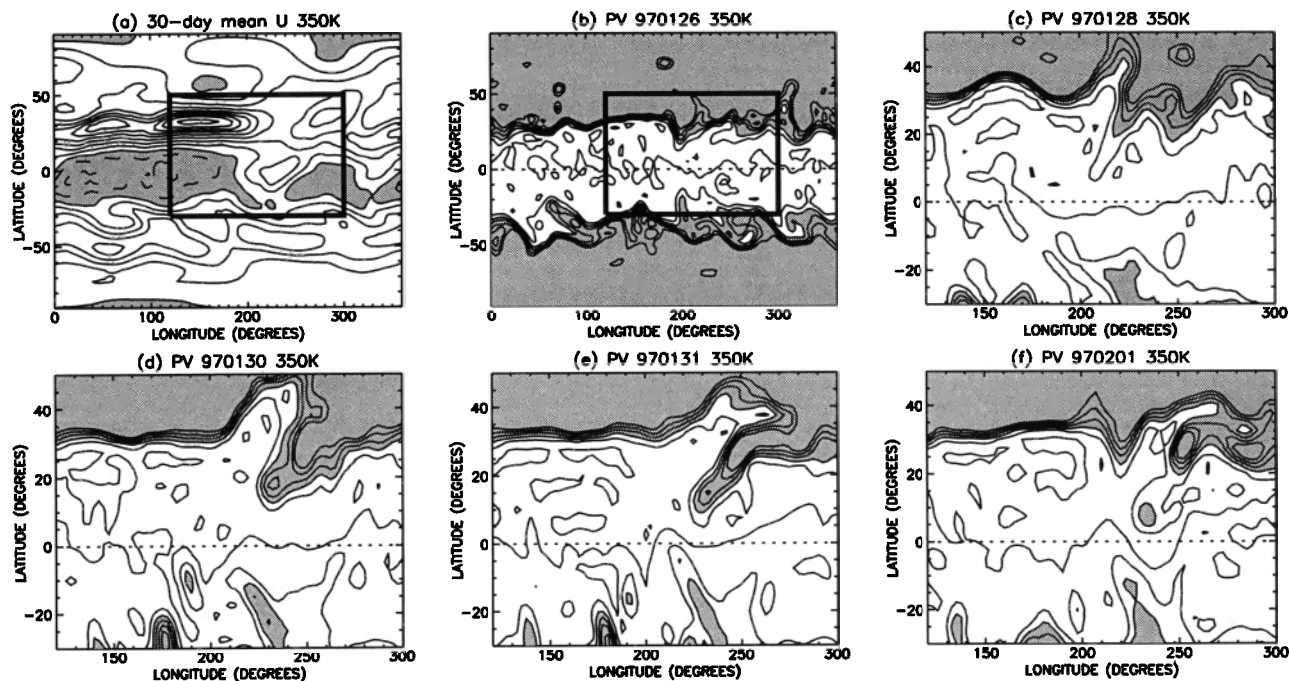 (a) 30-day mean U 350K
(b) PV 970126 350K
(c) PV 970128 350K
LATITUDE (DEGREES)
50
0
-50
0
100
200
300
LONGITUDE (DEGREES)
LATITUDE (DEGREES)
50
0
-50
0
100
200
300
LONGITUDE (DEGREES)
LATITUDE (DEGREES)
40
20
0
-20
150
200
250
300
LONGITUDE (DEGREES)
(d) PV 970130 350K
(e) PV 970131 350K
(f) PV 970201 350K
LATITUDE (DEGREES)
40
20
0
-20
150
200
250
300
LONGITUDE (DEGREES)
LATITUDE (DEGREES)
40
20
0
-20
150
200
250
300
LONGITUDE (DEGREES)
LATITUDE (DEGREES)
40
20
0
-20
150
200
250
300
LONGITUDE (DEGREES)